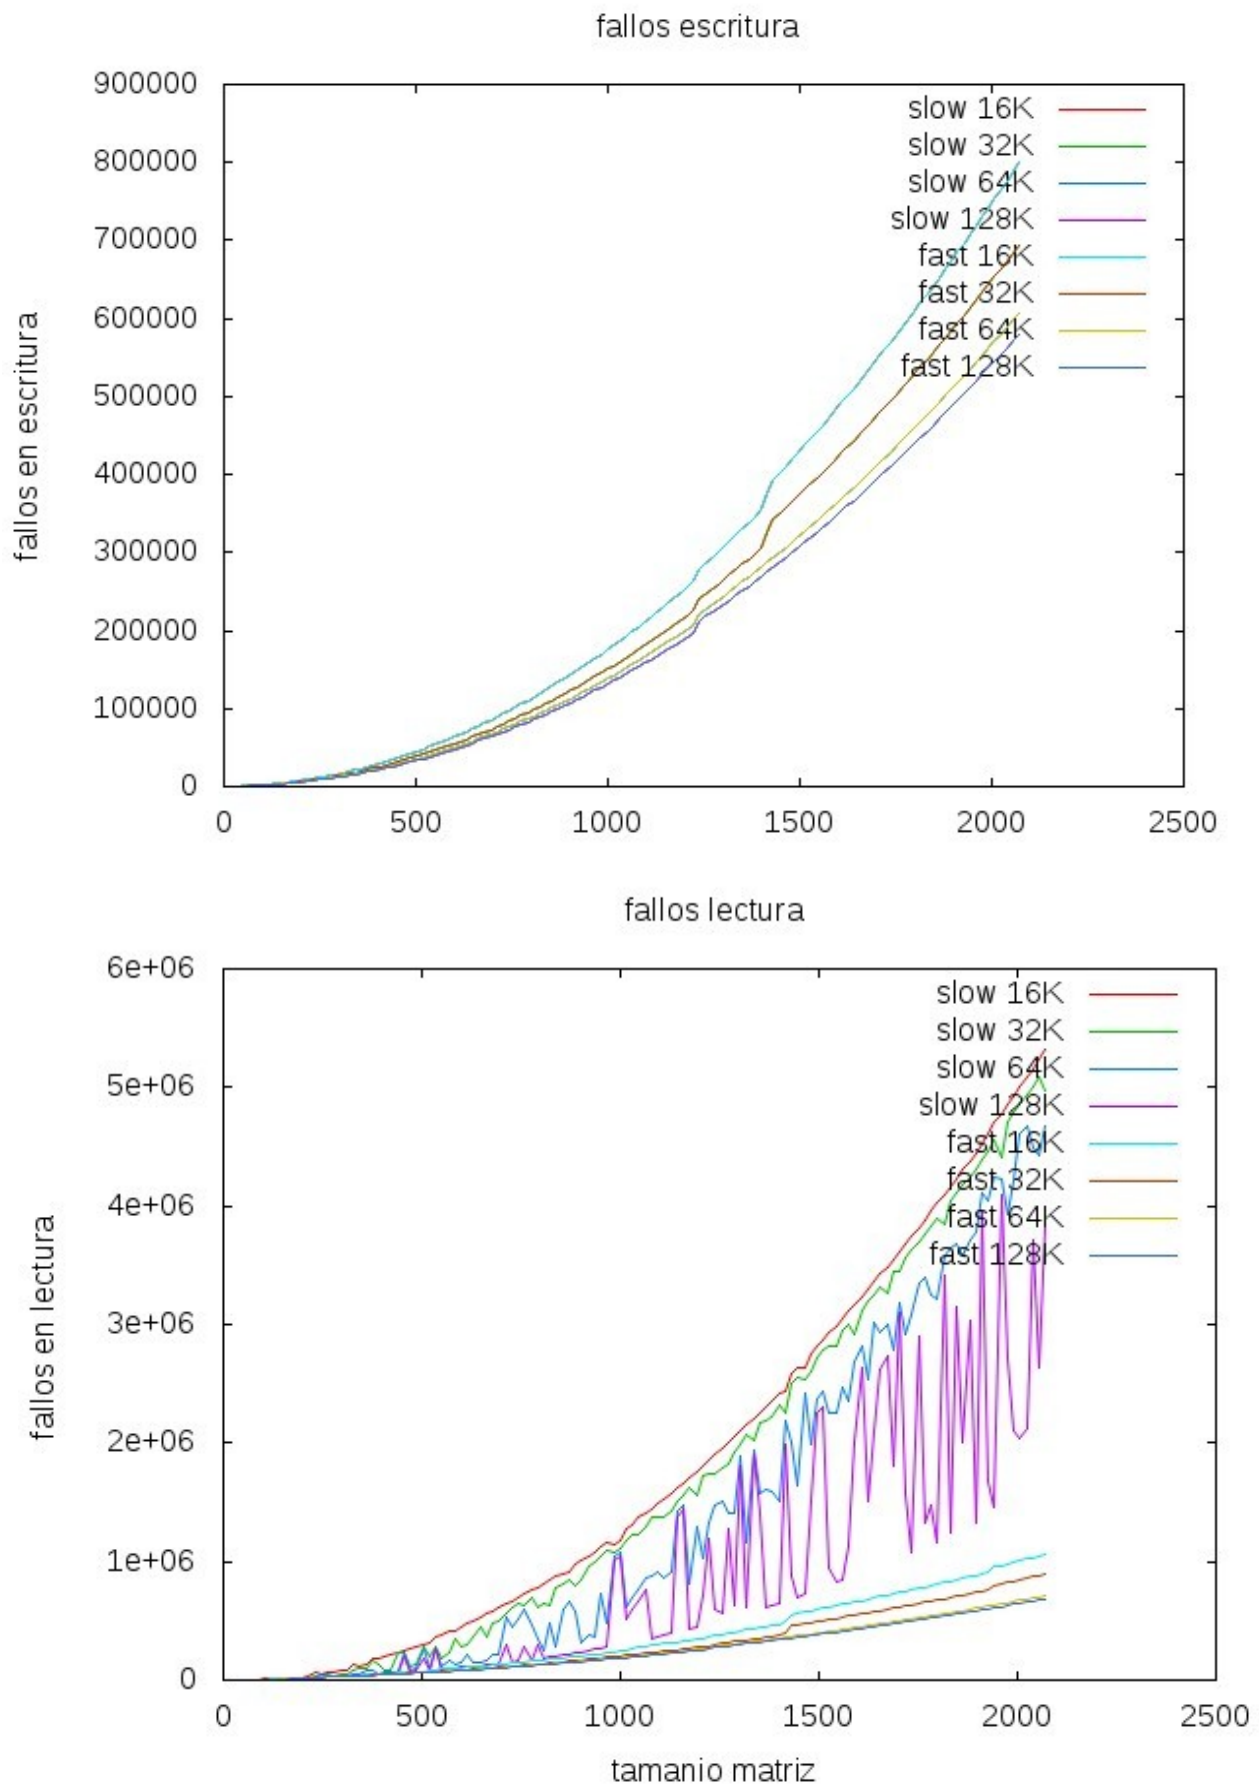 fallos escritura
900000
800000
700000
600000
500000
400000
300000
200000
100000
0
fallos en escritura
slow 16K
slow 32K
slow 64K
slow 128K
fast 16K
fast 32K
fast 64K
fast 128K
0 500 1000 1500 2000 2500
fallos lectura
6e+06
5e+06
4e+06
3e+06
2e+06
1e+06
0
fallos en lectura
slow 16K
slow 32K
slow 64K
slow 128K
fast 16K
fast 32K
fast 64K
fast 128K
0 500 1000 1500 2000 2500
tamanio matriz